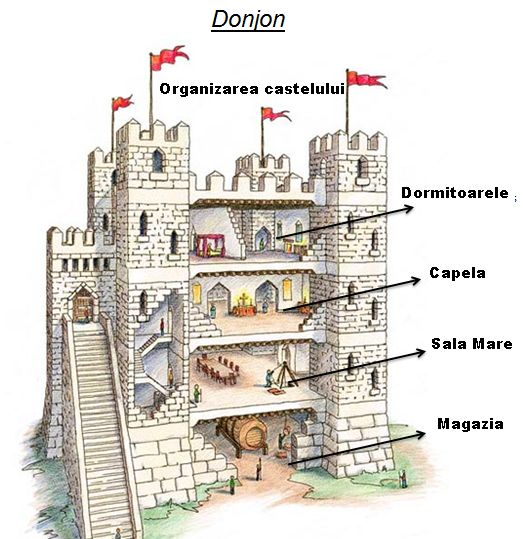 Donjon
Organizarea castelului
Dormitoarele ;
Capela
Sala Mare
Magazia